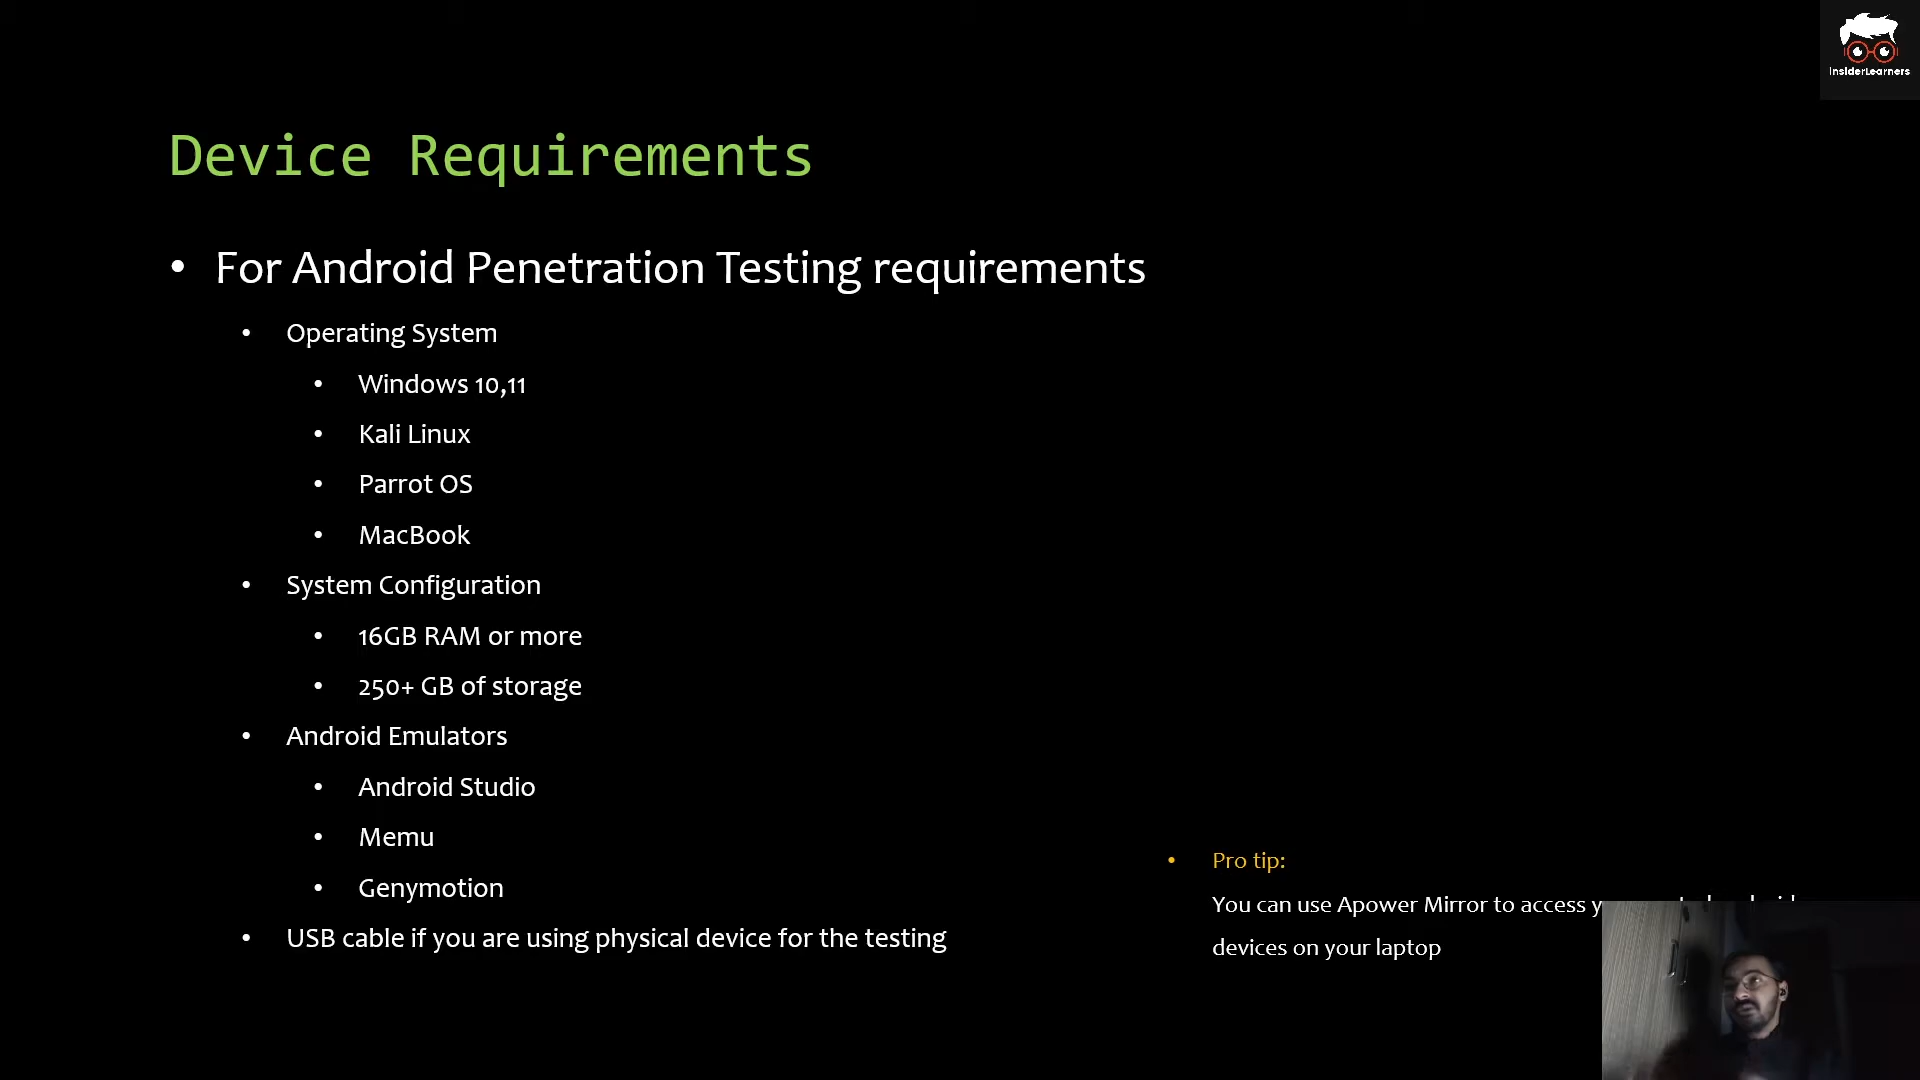 InsiderLearners
Device Requirements
• For Android Penetration Testing requirements
• Operating System
• Windows 10,11
• Kali Linux
• Parrot OS
• MacBook
• System Configuration
• 16GB RAM or more
• 250+ GB of storage
• Android Emulators
• Android Studio
• Memu
• Genymotion
• USB cable if you are using physical device for the testing
• Pro tip:
You can use Apower Mirror to access
devices on your laptop